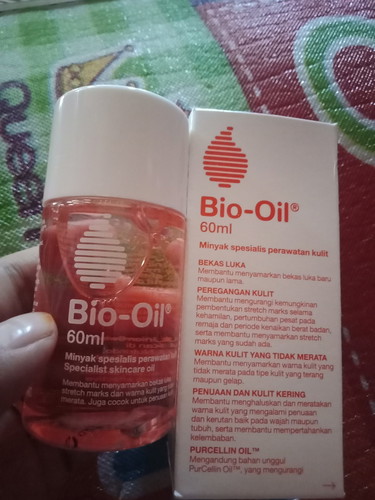 Bio-Oil®
60ml
Minyak spesialis perawatan
Specialist skincare oil
Membantu menyamarkan bekas
stretch marks dan warna kulit yang
merata. Juga cocok untuk penuaan
Bio-Oil®
60ml
Minyak spesialis perawatan kulit
BEKAS LUKA
Membantu menyamarkan bekas luka baru
maupun lama.
PEREGANGAN KULIT
Membantu mengurangi kemungkinan
pembentukan stretch marks selama
kehamilan, pertumbuhan pesat pada
remaja dan periode kenaikan berat badan,
serta membantu menyamarkan stretch
marks yang sudah ada.
WARNA KULIT YANG TIDAK MERATA
Membantu menyamarkan warna kulit yang
tidak merata pada tipe kulit yang terang
maupun gelap.
PENUAAN DAN KULIT KERING
Membantu menghaluskan dan meratakan
warna kulit yang mengalami penuaan
dan kerutan baik pada wajah maupun
tubuh, serta membantu mempertahankan
kelembaban.
PURCELLIN OIL™
Mengandung bahan unggul
PurCellin Oil™, yang mengurangi